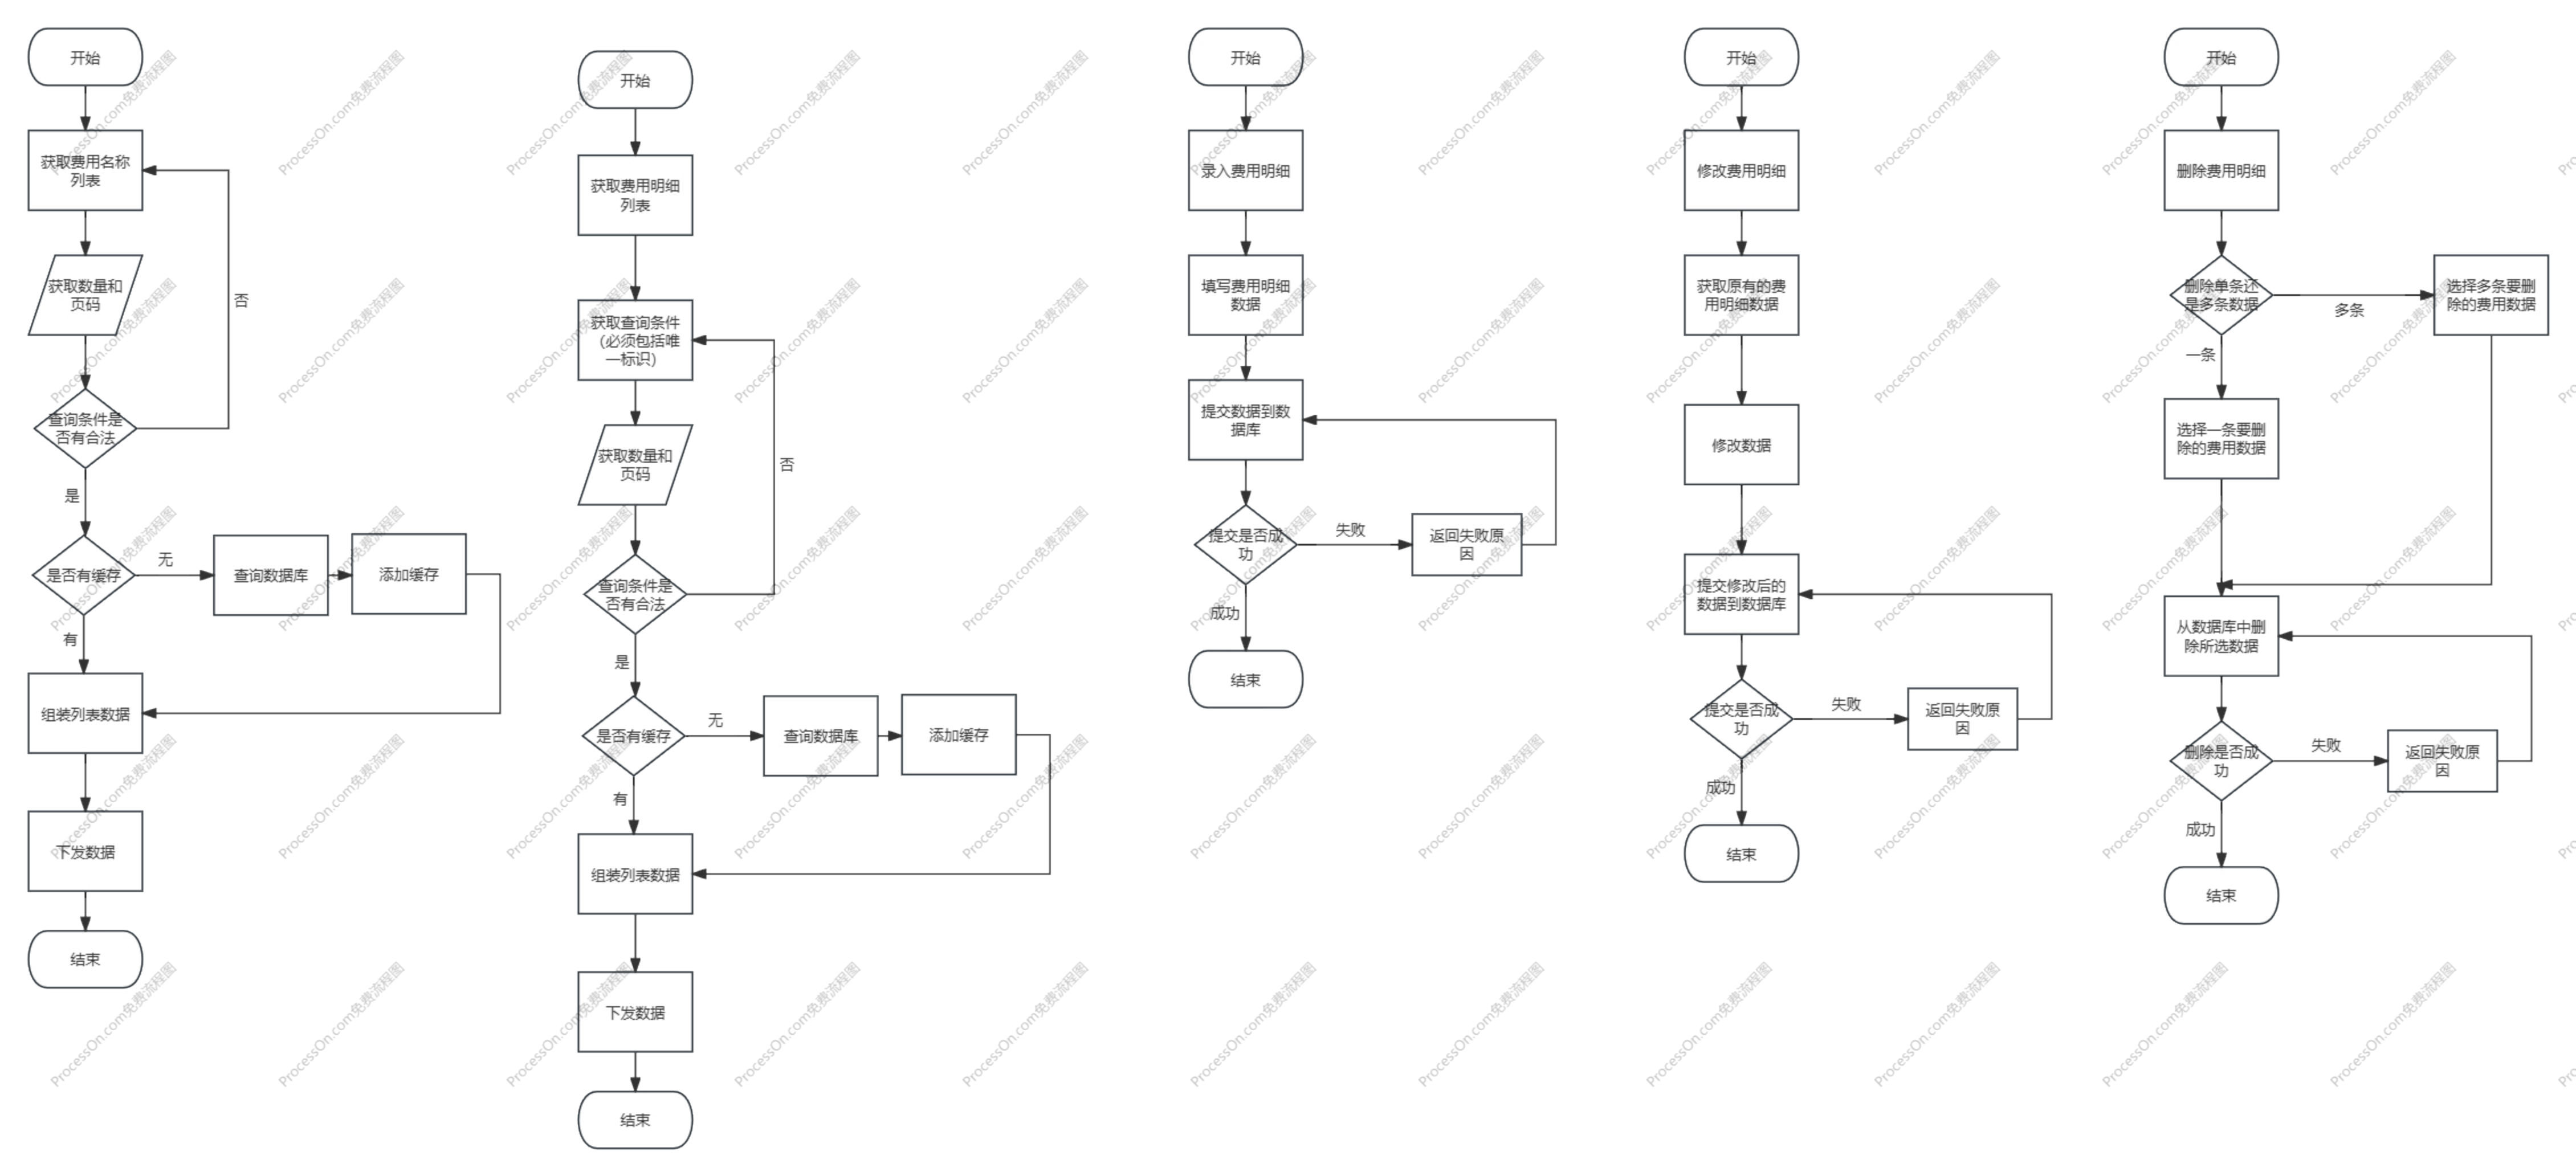 开始
获取费用名称
列表
获取数量和
页码
否
查询条件是
否有合法
是
是否有缓存
无
查询数据库
添加缓存
有
组装列表数据
下发数据
结束
开始
获取费用明细
列表
获取查询条件
（必须包括唯
一标识）
获取数量和
页码
否
查询条件是
否有合法
是
是否有缓存
无
查询数据库
添加缓存
有
组装列表数据
下发数据
结束
开始
录入费用明细
填写费用明细
数据
提交数据到数
据库
提交是否成
功
失败
返回失败原
因
成功
结束
开始
修改费用明细
获取原有的费
用明细数据
修改数据
提交修改后的
数据到数据库
提交是否成
功
失败
返回失败原
因
成功
结束
开始
删除费用明细
删除单条还
是多条数据
多条
选择多条要删
除的费用数据
一条
选择一条要删
除的费用数据
从数据库中删
除所选数据
删除是否成
功
失败
返回失败原
因
成功
结束
ProcessOn.com免费流程图